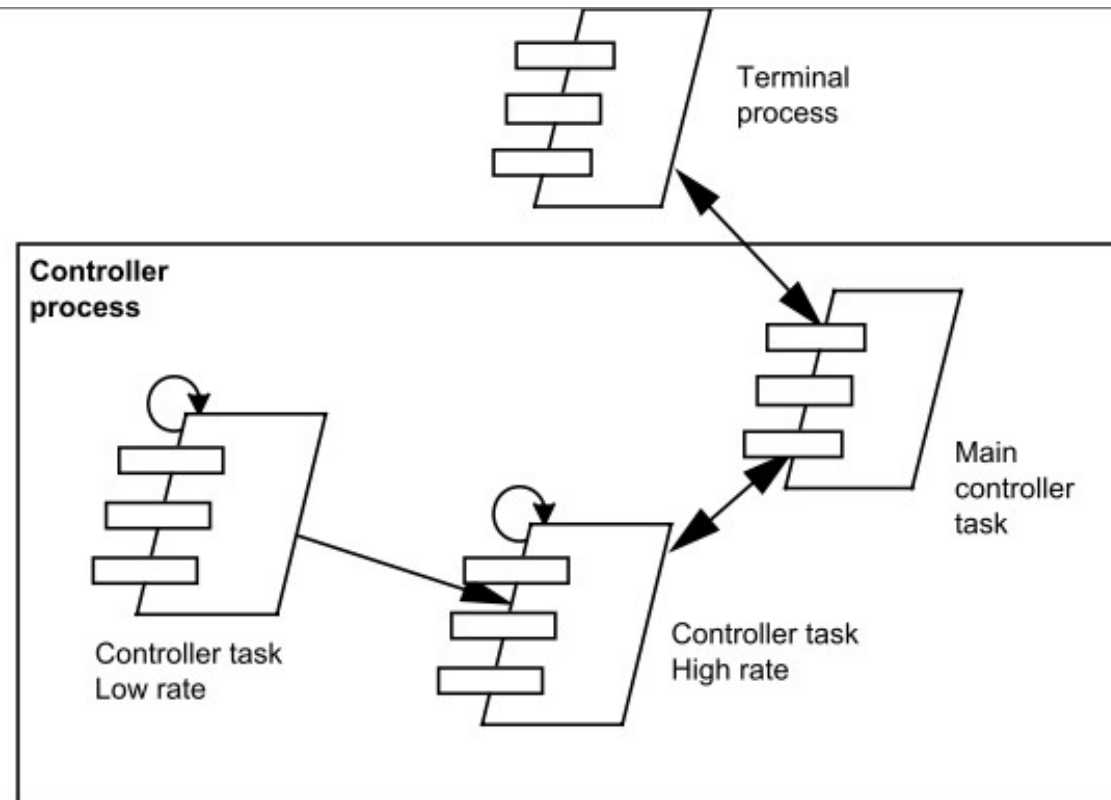 Terminal
process
Controller
process
Main
controller
task
Controller task
Low rate
Controller task
High rate